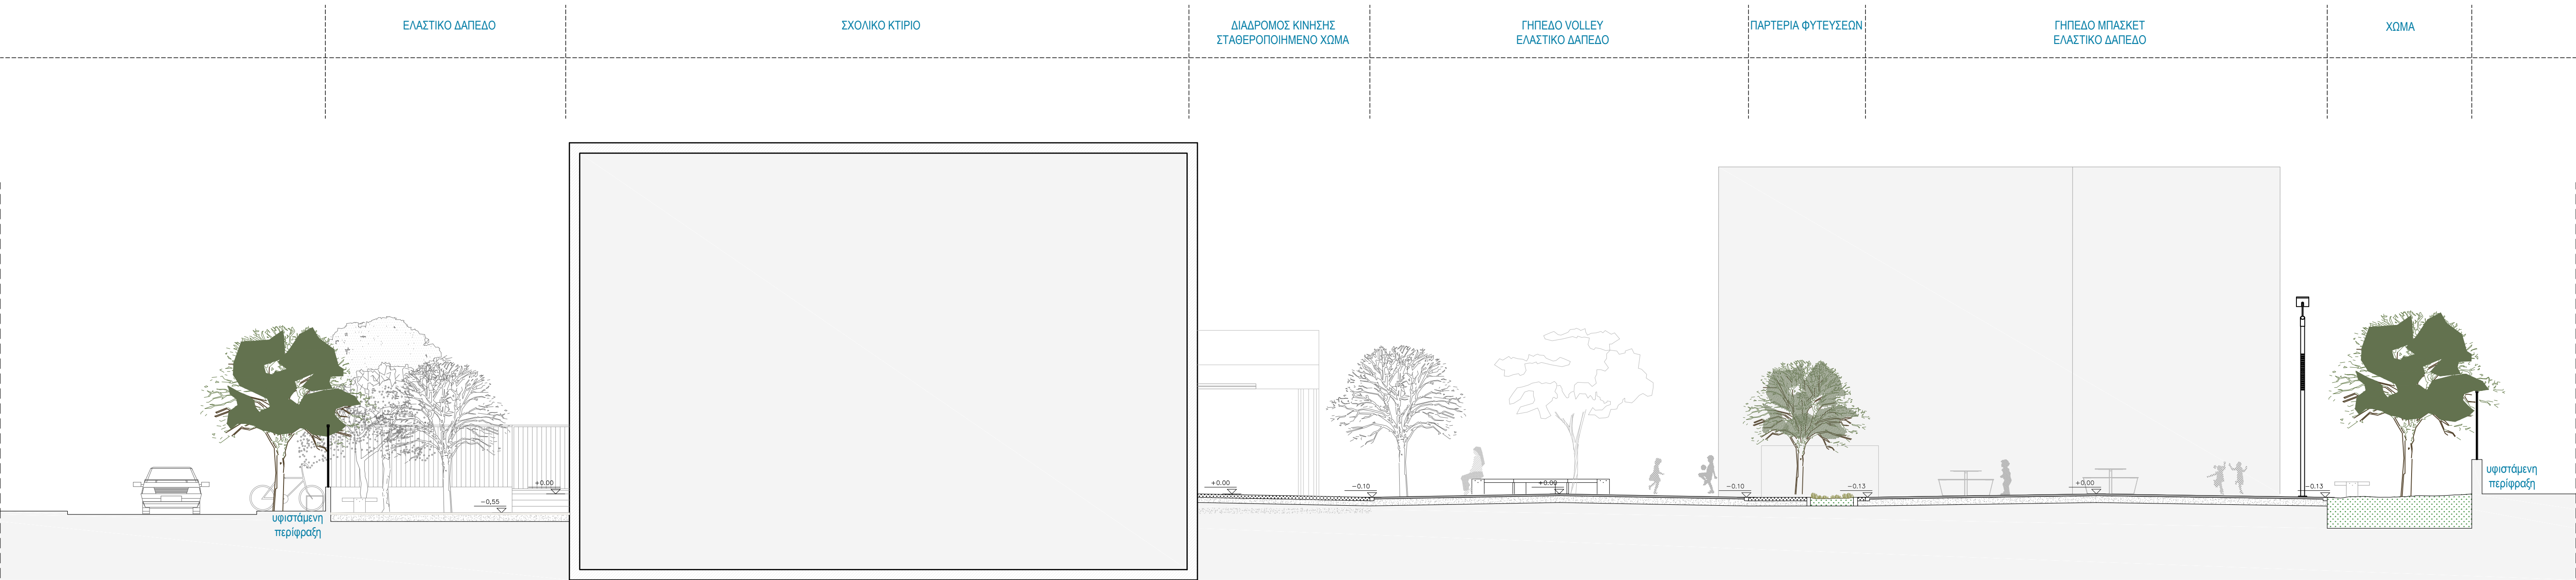 ΕΛΑΣΤΙΚΟ ΔΑΠΕΔΟ
ΣΧΟΛΙΚΟ ΚΤΙΡΙΟ
ΔΙΑΔΡΟΜΟΣ ΚΙΝΗΣΗΣ
ΣΤΑΘΕΡΟΠΟΙΗΜΕΝΟ ΧΩΜΑ
ΓΗΠΕΔΟ VOLLEY
ΕΛΑΣΤΙΚΟ ΔΑΠΕΔΟ
ΠΑΡΤΕΡΙΑ ΦΥΤΕΥΣΕΩΝ
ΓΗΠΕΔΟ ΜΠΑΣΚΕΤ
ΕΛΑΣΤΙΚΟ ΔΑΠΕΔΟ
ΧΩΜΑ
υφιστάμενη
περίφραξη
-0,55
+0.00
+0.00
-0.10
+0.00
-0.10
-0.13
+0.00
-0.13
υφιστάμενη
περίφραξη